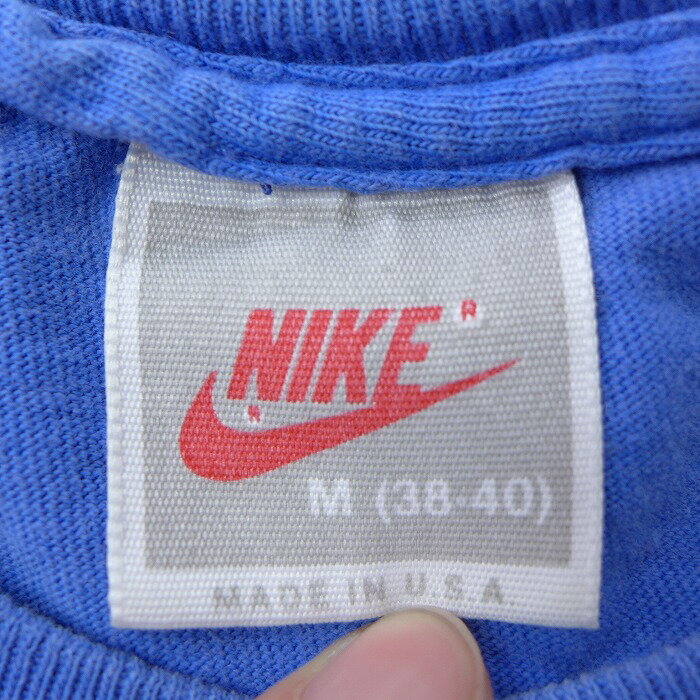 NIKE ®
®
M (38-40)
MADE IN U.S.A.